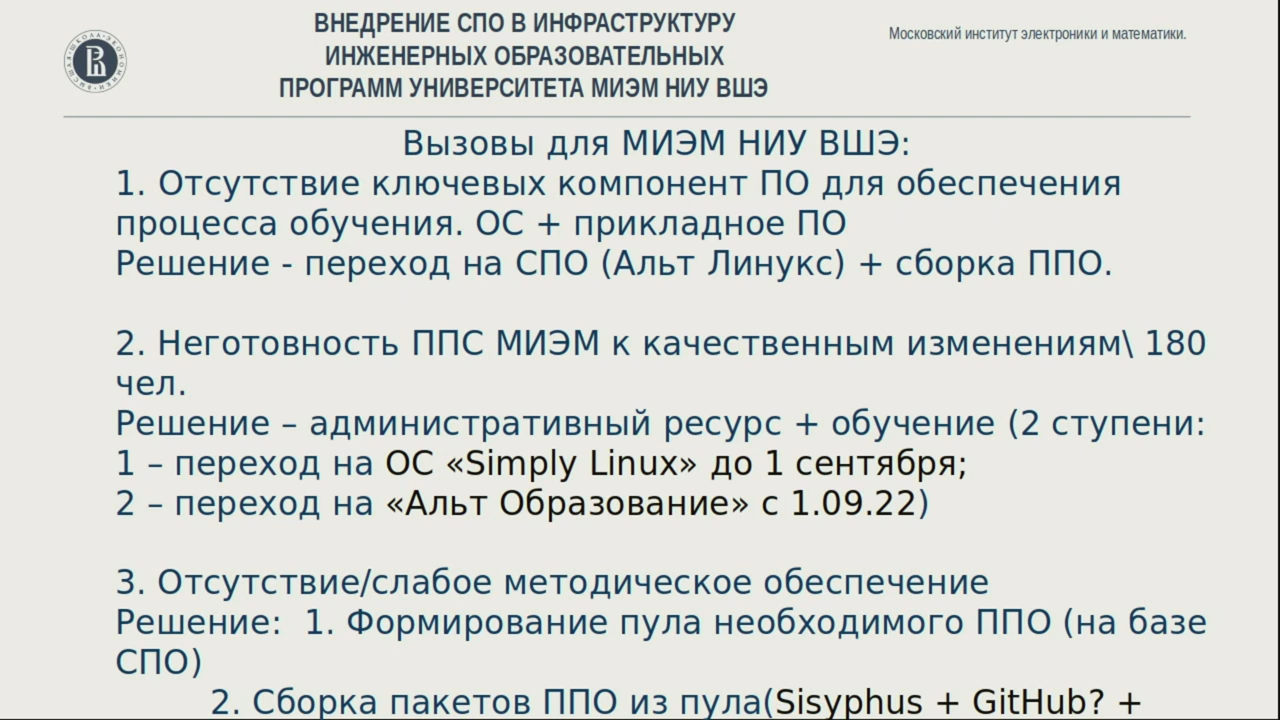 ВНЕДРЕНИЕ СПО В ИНФРАСТРУКТУРУ
ИНЖЕНЕРНЫХ ОБРАЗОВАТЕЛЬНЫХ
ПРОГРАММ УНИВЕРСИТЕТА МИЭМ НИУ ВШЭ
Московский институт электроники и математики.
Вызовы для МИЭМ НИУ ВШЭ:
1. Отсутствие ключевых компонент ПО для обеспечения
процесса обучения. ОС + прикладное ПО
Решение - переход на СПО (Альт Линукс) + сборка ППО.
2. Неготовность ППС МИЭМ к качественным изменениям\ 180
чел.
Решение – административный ресурс + обучение (2 ступени:
1 – переход на ОС «Simply Linux» до 1 сентября;
2 – переход на «Альт Образование» с 1.09.22)
3. Отсутствие/слабое методическое обеспечение
Решение:  1. Формирование пула необходимого ППО (на базе
СПО)
2. Сборка пакетов ППО из пула(Sisyphus + GitHub? +